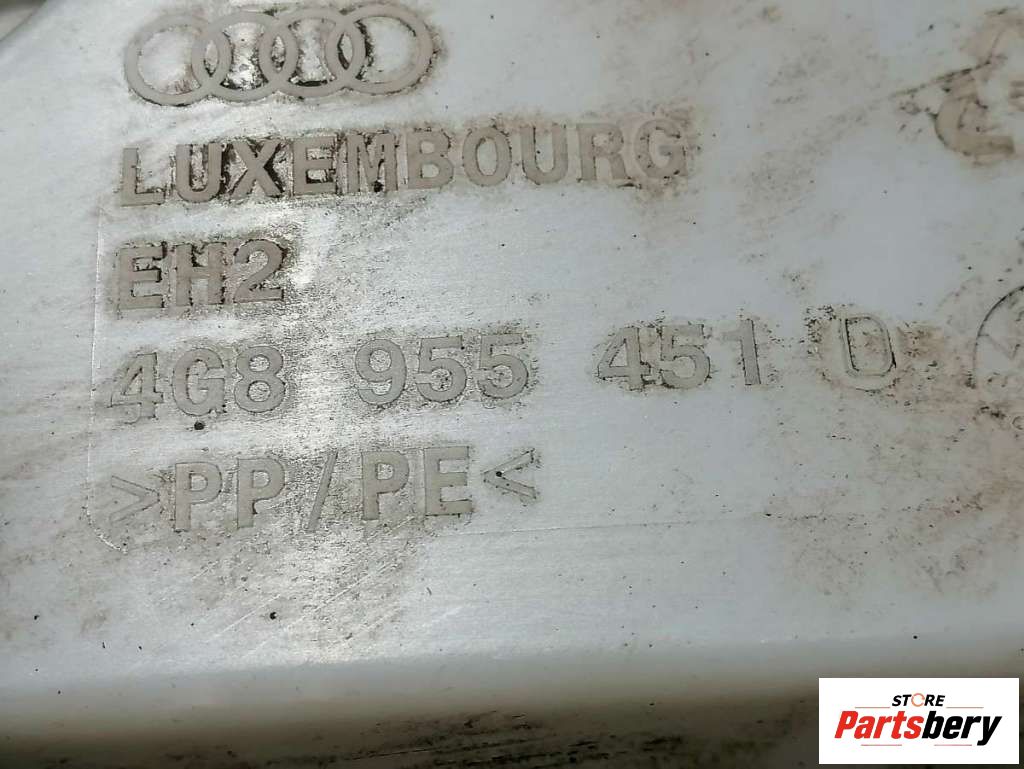 LUXEMBOURG
EH2
4G8 955 451 D
>PP/PE<
STORE
Partsbery